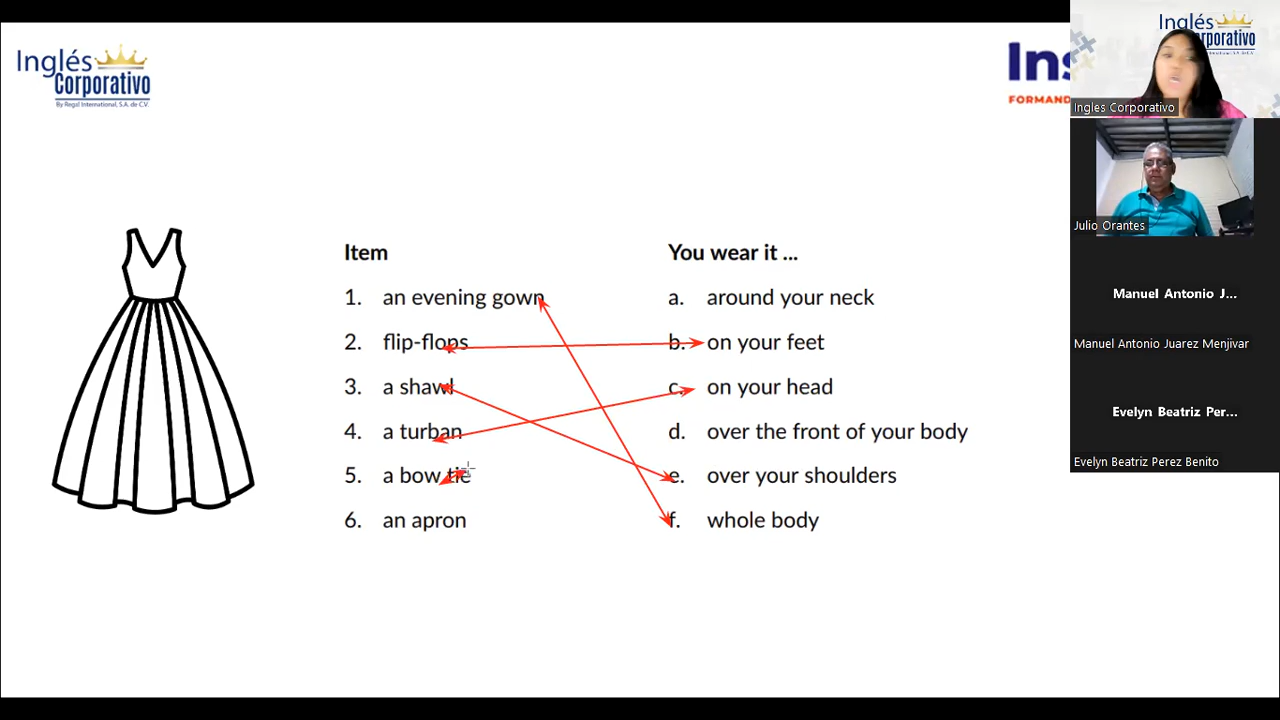 Inglés
Corporativo
By Regal International, S.A. de C.V.
Ins
FORMAND
Inglés
Corporativo
Ingles Corporativo
Julio Orantes
Manuel Antonio J...
Manuel Antonio Juarez Menjivar
Evelyn Beatriz Per...
Evelyn Beatriz Perez Benito
Item
You wear it ...
1. an evening gown
a. around your neck
2. flip-flops
b. on your feet
3. a shawl
c. on your head
4. a turban
d. over the front of your body
5. a bow tie
e. over your shoulders
6. an apron
f. whole body